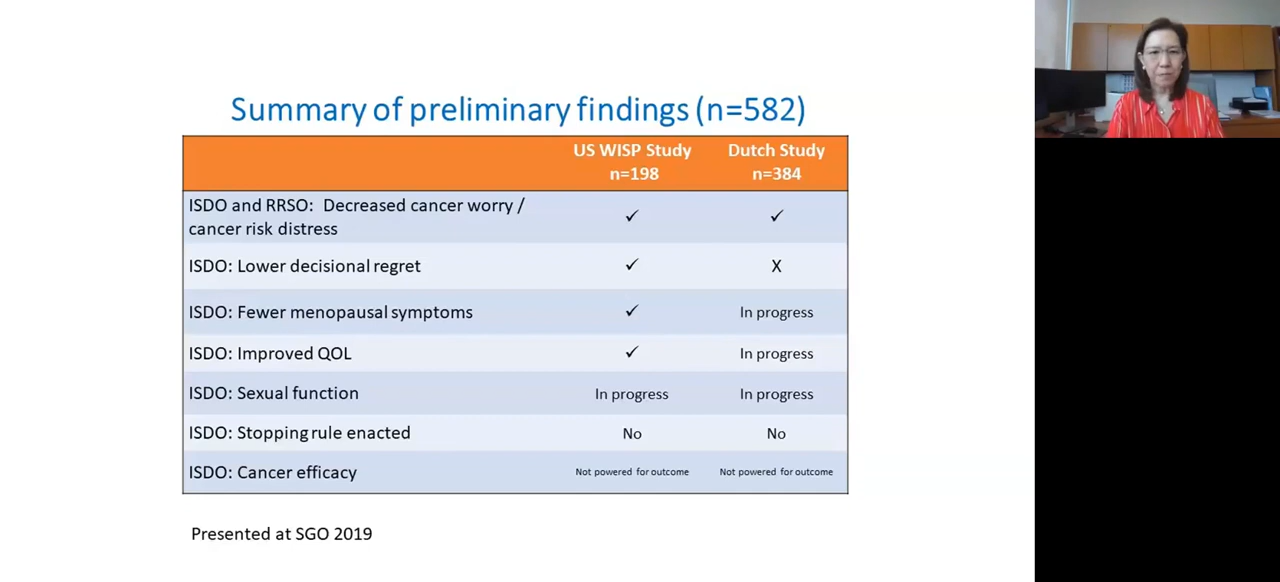 Summary of preliminary findings (n=582)
US WISP Study Dutch Study
n=198 n=384
ISDO and RRSO: Decreased cancer worry / ✓ ✓
cancer risk distress
ISDO: Lower decisional regret ✓ X
ISDO: Fewer menopausal symptoms ✓ In progress
ISDO: Improved QOL ✓ In progress
ISDO: Sexual function In progress In progress
ISDO: Stopping rule enacted No No
ISDO: Cancer efficacy Not powered for outcome Not powered for outcome
Presented at SGO 2019